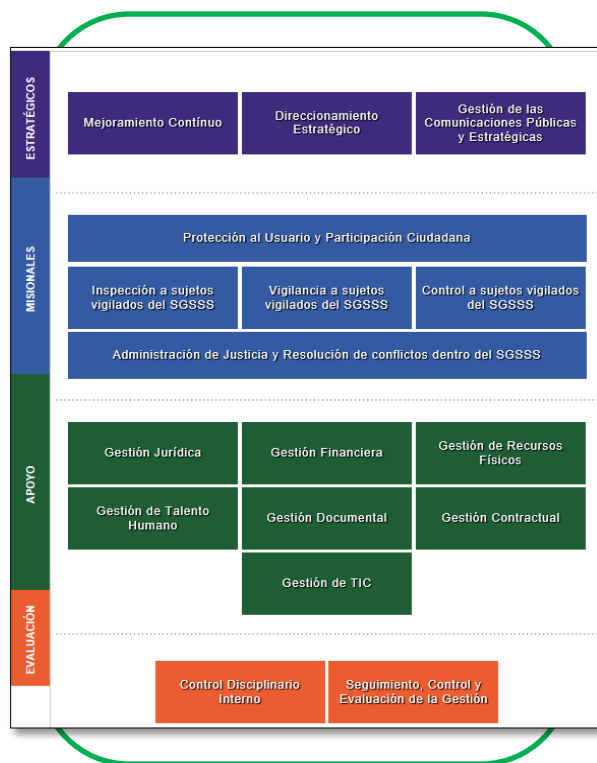 ESTRATÉGICOS
Mejoramiento Contínuo
Direccionamiento
Estratégico
Gestión de las
Comunicaciones Públicas
y Estratégicas
MISIONALES
Protección al Usuario y Participación Ciudadana
Inspección a sujetos
vigilados del SGSSS
Vigilancia a sujetos
vigilados del SGSSS
Control a sujetos vigilados
del SGSSS
Administración de Justicia y Resolución de conflictos dentro del SGSSS
APOYO
Gestión Jurídica
Gestión Financiera
Gestión de Recursos
Físicos
Gestión de Talento
Humano
Gestión Documental
Gestión Contractual
Gestión de TIC
EVALUACIÓN
Control Disciplinario
Interno
Seguimiento, Control y
Evaluación de la Gestión